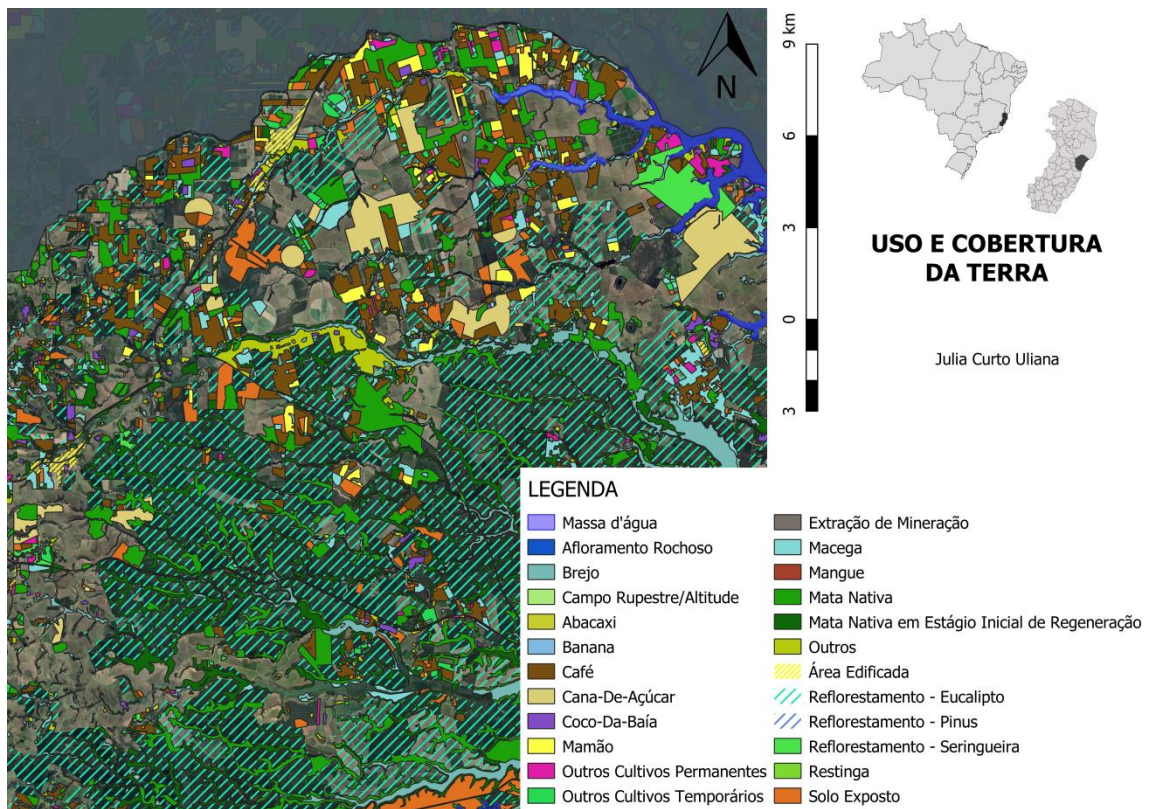 N
9 km
6
3
0
3
USO E COBERTURA
DA TERRA
Julia Curto Uliana
LEGENDA
Massa d'água
Afloramento Rochoso
Brejo
Campo Rupestre/Altitude
Abacaxi
Banana
Café
Cana-De-Açúcar
Coco-Da-Baía
Mamão
Outros Cultivos Permanentes
Outros Cultivos Temporários
Extração de Mineração
Macega
Mangue
Mata Nativa
Mata Nativa em Estágio Inicial de Regeneração
Outros
Área Edificada
Reflorestamento - Eucalipto
Reflorestamento - Pinus
Reflorestamento - Seringueira
Restinga
Solo Exposto